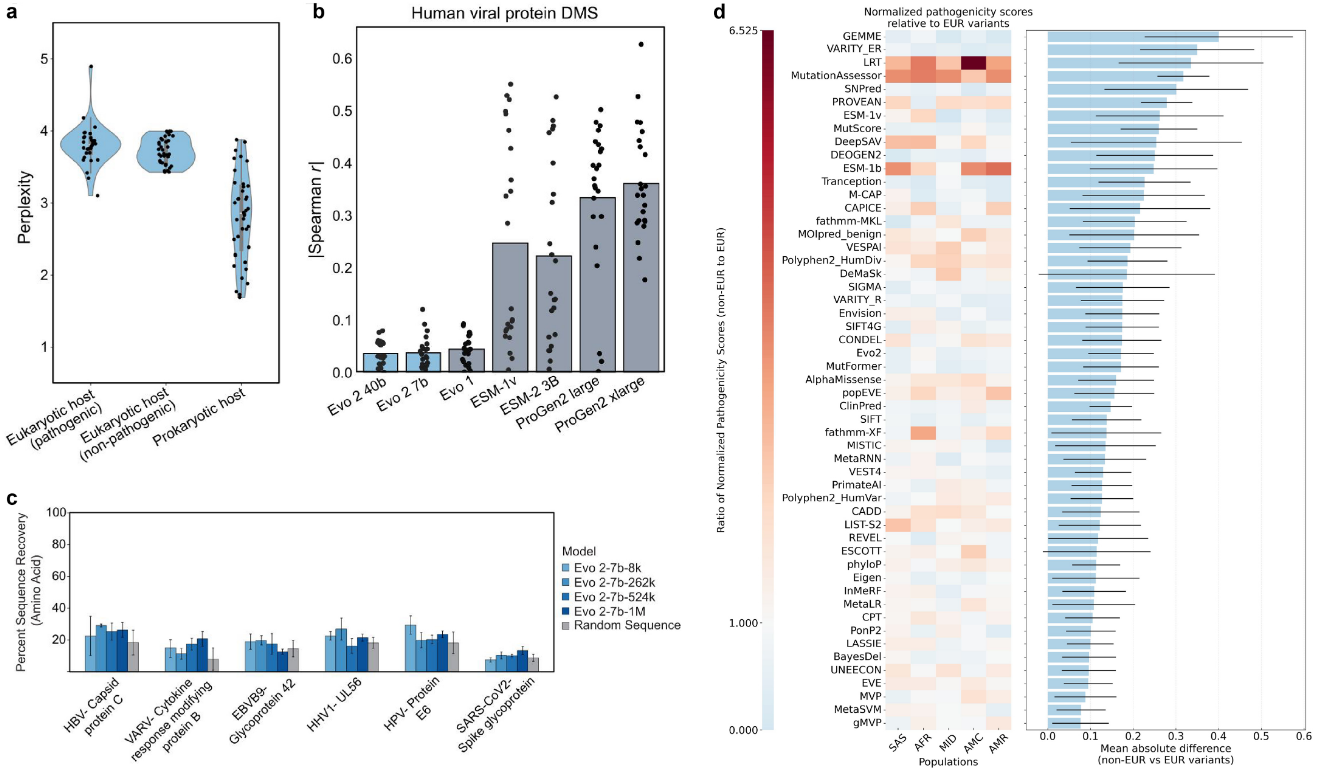 a
Perplexity
5
4
3
2
1
Eukaryotic host
(pathogenic)
Eukaryotic host
(non-pathogenic)
Prokaryotic host
b
Human viral protein DMS
|Spearman r|
0.6
0.5
0.4
0.3
0.2
0.1
0.0
Evo 2 40b
Evo 2 7b
Evo 1
ESM-1v
ESM-2 3B
ProGen2 large
ProGen2 xlarge
c
Percent Sequence Recovery
(Amino Acid)
100
80
60
40
20
HBV- Capsid
protein C
VARV- Cytokine
response modifying
protein B
EBVB9-
Glycoprotein 42
HHV1- UL56
HPV- Protein
E6
SARS-CoV2-
Spike glycoprotein
Model
Evo 2-7b-8k
Evo 2-7b-262k
Evo 2-7b-524k
Evo 2-7b-1M
Random Sequence
d
Normalized pathogenicity scores
relative to EUR variants
6.525
1.000
0.000
Ratio of Normalized Pathogenicity Scores (non-EUR to EUR)
GEMME
VARITY_ER
LRT
MutationAssessor
SNPred
PROVEAN
ESM-1v
MutScore
DeepSAV
DEOGEN2
ESM-1b
Tranception
M-CAP
CAPICE
fathmm-MKL
MOIpred_benign
VESPAI
Polyphen2_HumDiv
DeMaSk
SIGMA
VARITY_R
Envision
SIFT4G
CONDEL
Evo2
MutFormer
AlphaMissense
popEVE
ClinPred
SIFT
fathmm-XF
MISTIC
MetaRNN
VEST4
PrimateAI
Polyphen2_HumVar
CADD
LIST-S2
REVEL
ESCOTT
phyloP
Eigen
InMeRF
MetaLR
CPT
PonP2
LASSIE
BayesDel
UNEECON
EVE
MVP
MetaSVM
gMVP
SAS
AFR
MID
AMC
AMR
Populations
0.0
0.1
0.2
0.3
0.4
0.5
0.6
Mean absolute difference
(non-EUR vs EUR variants)